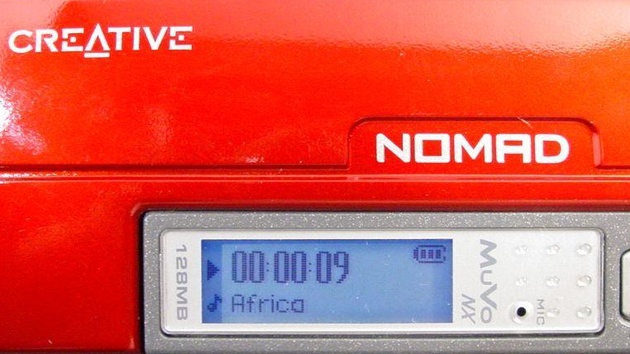 CREATIVE
NOMAD
128MB
00:00:09
Africa
MuVo NX
MIC